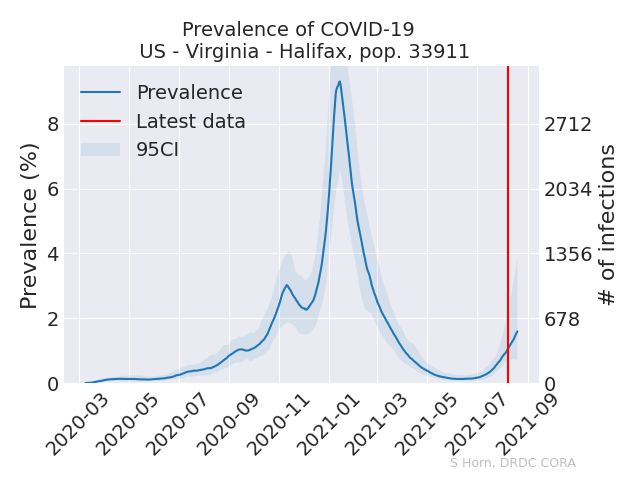 Prevalence of COVID-19
US - Virginia - Halifax, pop. 33911
Prevalence
Latest data
95CI
Prevalence (%)
8
6
4
2
0
2712
2034
1356
678
0
# of infections
2020-03
2020-05
2020-07
2020-09
2020-11
2021-01
2021-03
2021-05
2021-07
2021-09
S Horn, DRDC CORA